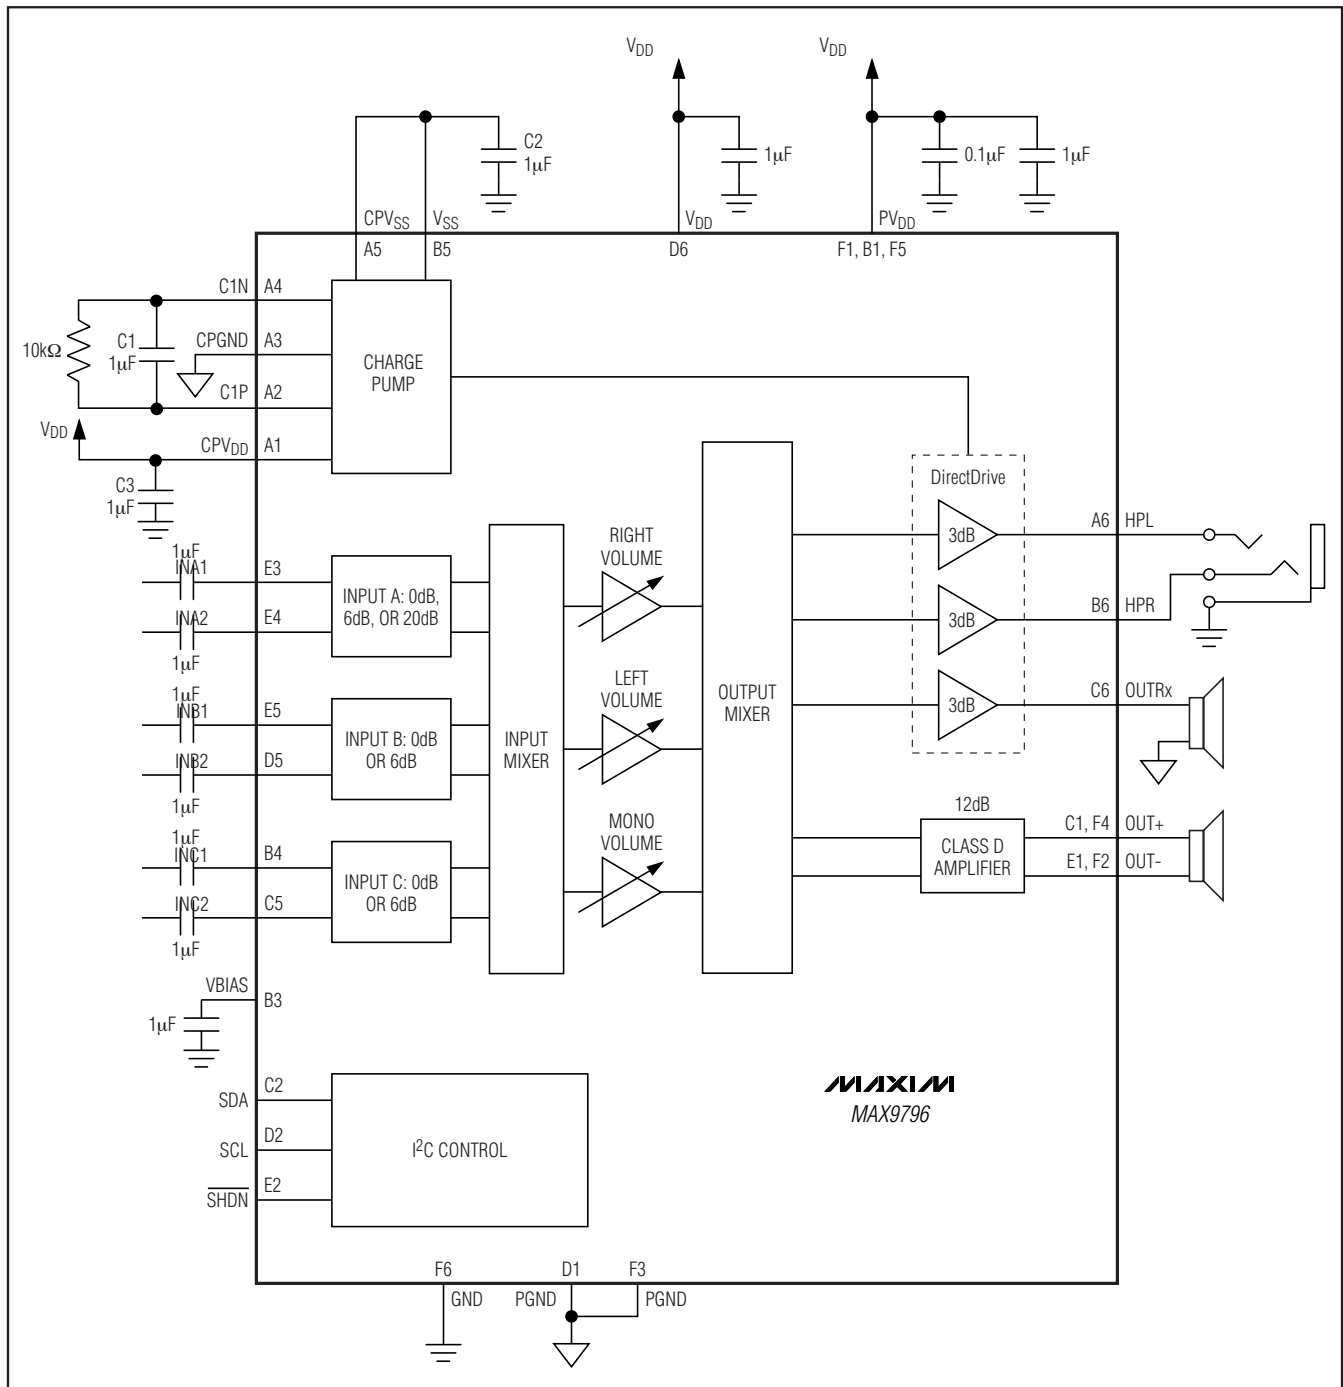 VDD
VDD
C2
1µF
1µF
0.1µF
1µF
CPVSS
VSS
VDD
PVDD
A5
B5
D6
F1, B1, F5
C1N
A4
10kΩ
C1
1µF
CPGND
A3
CHARGE
PUMP
C1P
A2
VDD
CPVDD
A1
C3
1µF
DirectDrive
1µF
INA1
E3
INPUT A: 0dB,
6dB, OR 20dB
INA2
E4
1µF
RIGHT
VOLUME
3dB
A6
HPL
3dB
B6
HPR
1µF
INB1
E5
INPUT B: 0dB
OR 6dB
INB2
D5
1µF
INPUT
MIXER
LEFT
VOLUME
OUTPUT
MIXER
3dB
C6
OUTRx
1µF
INC1
B4
INPUT C: 0dB
OR 6dB
INC2
C5
1µF
MONO
VOLUME
12dB
CLASS D
AMPLIFIER
C1, F4
OUT+
E1, F2
OUT-
VBIAS
B3
1µF
SDA
C2
SCL
D2
SHDN
E2
I²C CONTROL
MAXIM
MAX9796
F6
D1
F3
GND
PGND
PGND